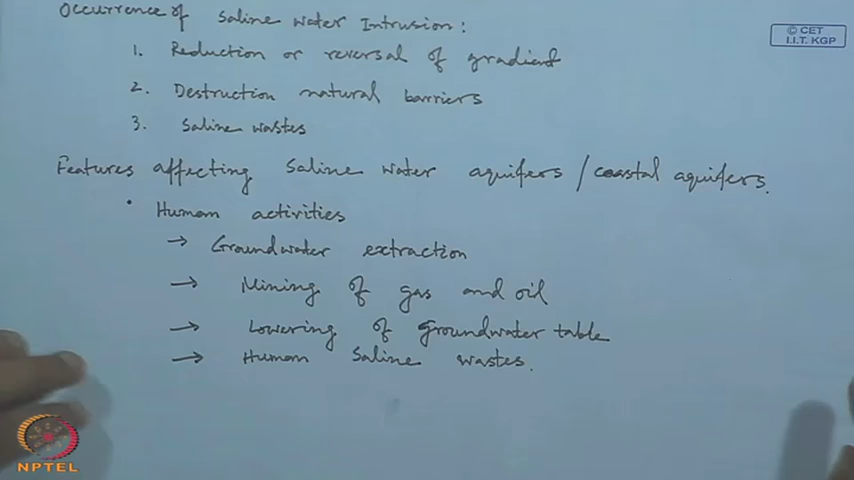 Occurrence of Saline Water Intrusion:
© CET
I.I.T. KGP
1. Reduction or reversal of gradient
2. Destruction natural barriers
3. Saline wastes
Features affecting Saline Water aquifers / coastal aquifers.
• Human activities
→ Groundwater extraction
→ Mining of gas and oil
→ Lowering of groundwater table
→ Human Saline wastes.
NPTEL